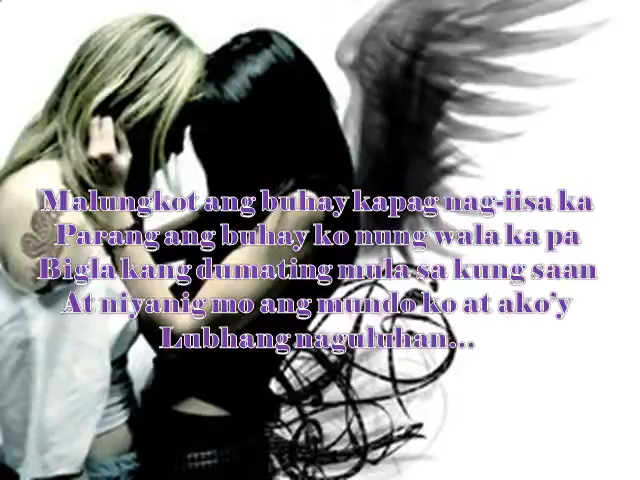 Malungkot ang buhay kapag nag-iisa ka
Parang ang buhay ko nung wala ka pa
Bigla kang dumating mula sa kung saan
At niyanig mo ang mundo ko at ako'y
Lubhang naguluhan...